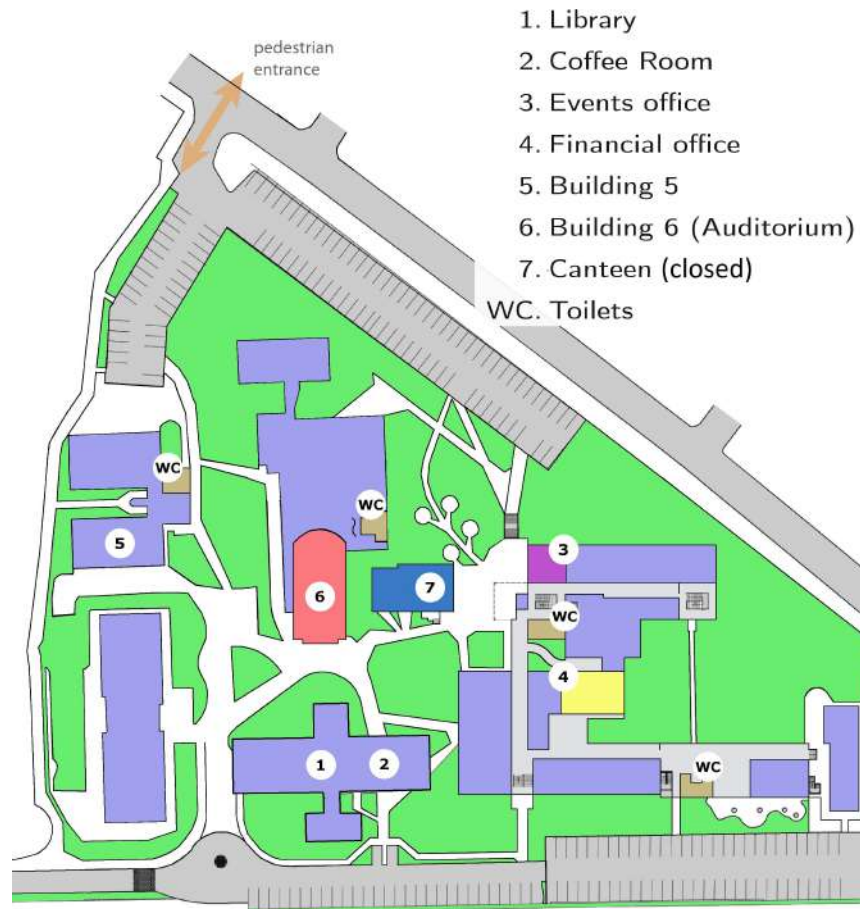 pedestrian
entrance
1. Library
2. Coffee Room
3. Events office
4. Financial office
5. Building 5
6. Building 6 (Auditorium)
7. Canteen (closed)
WC. Toilets
WC
WC
5
3
7
6
WC
4
1
2
WC